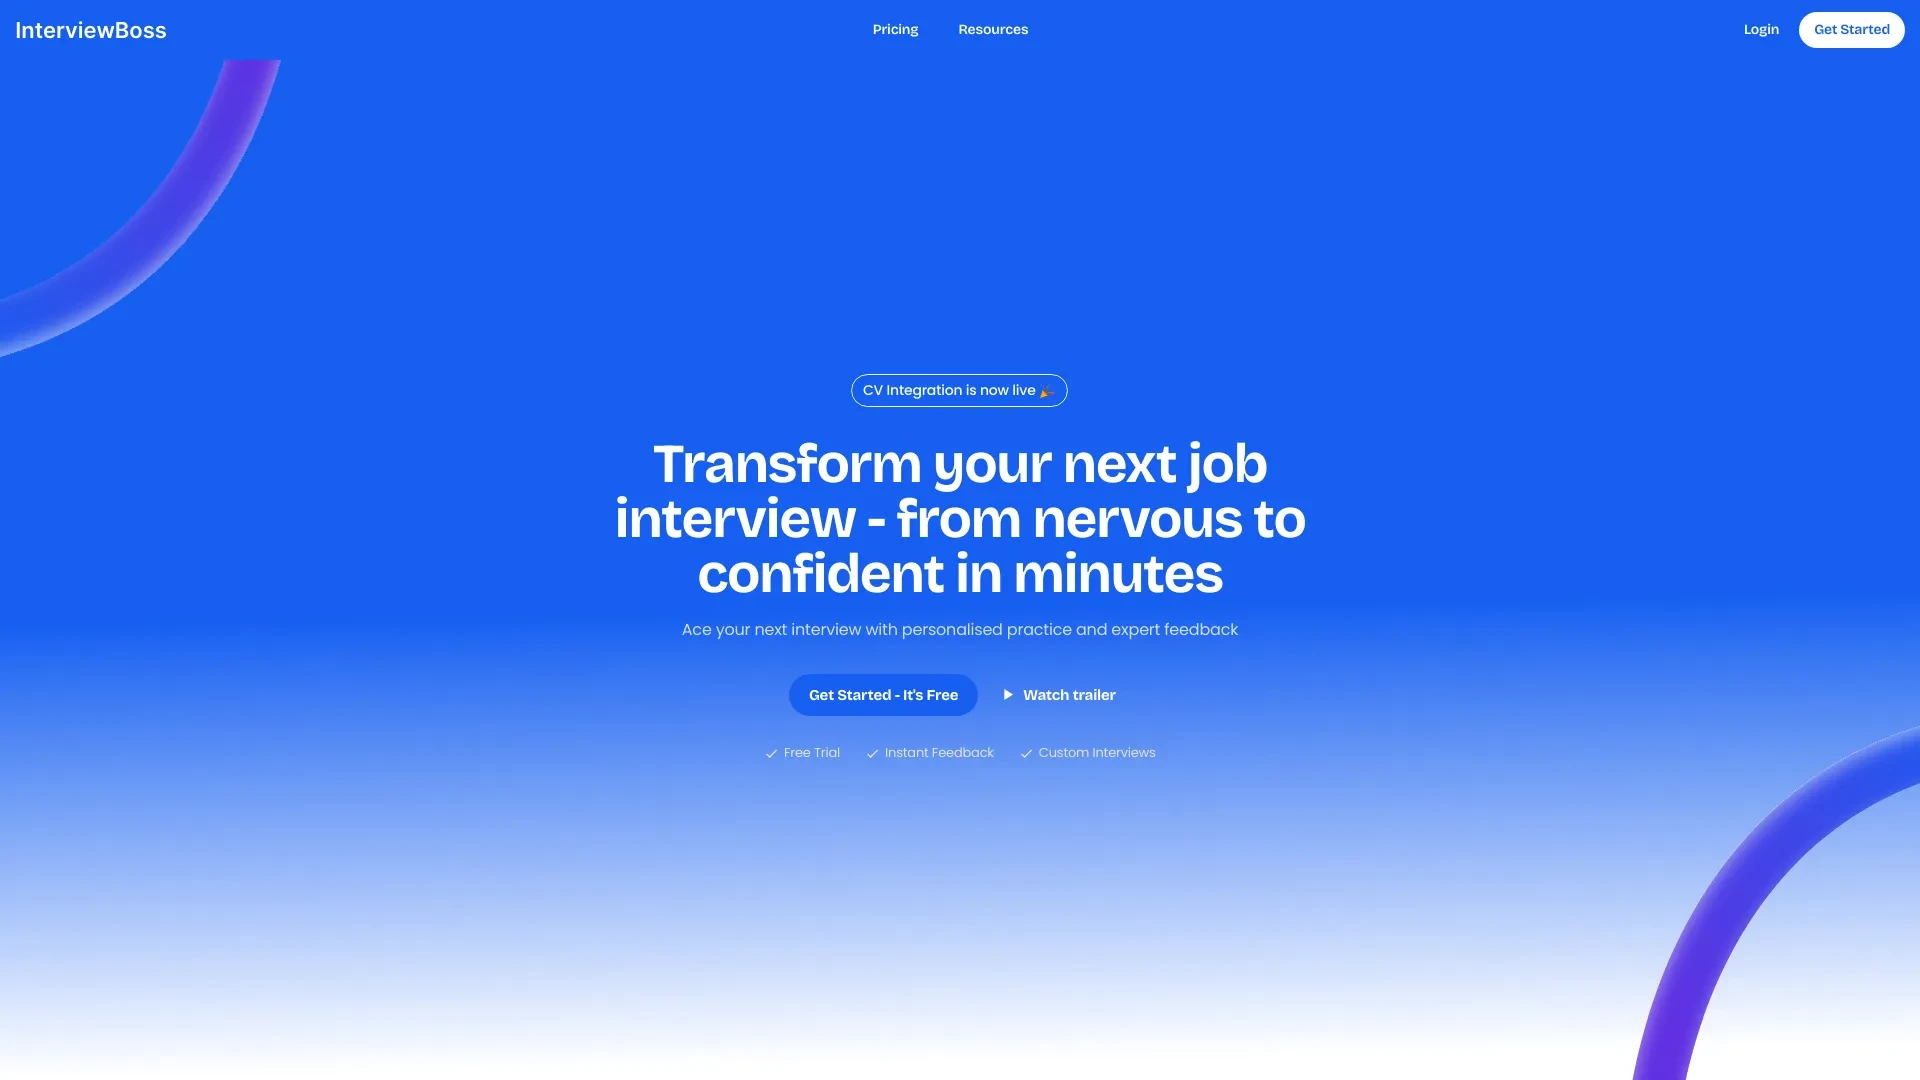 InterviewBoss
Pricing
Resources
Login
Get Started
CV Integration is now live 🎉
Transform your next job
interview - from nervous to
confident in minutes
Ace your next interview with personalised practice and expert feedback
Get Started - It's Free
Watch trailer
Free Trial
Instant Feedback
Custom Interviews